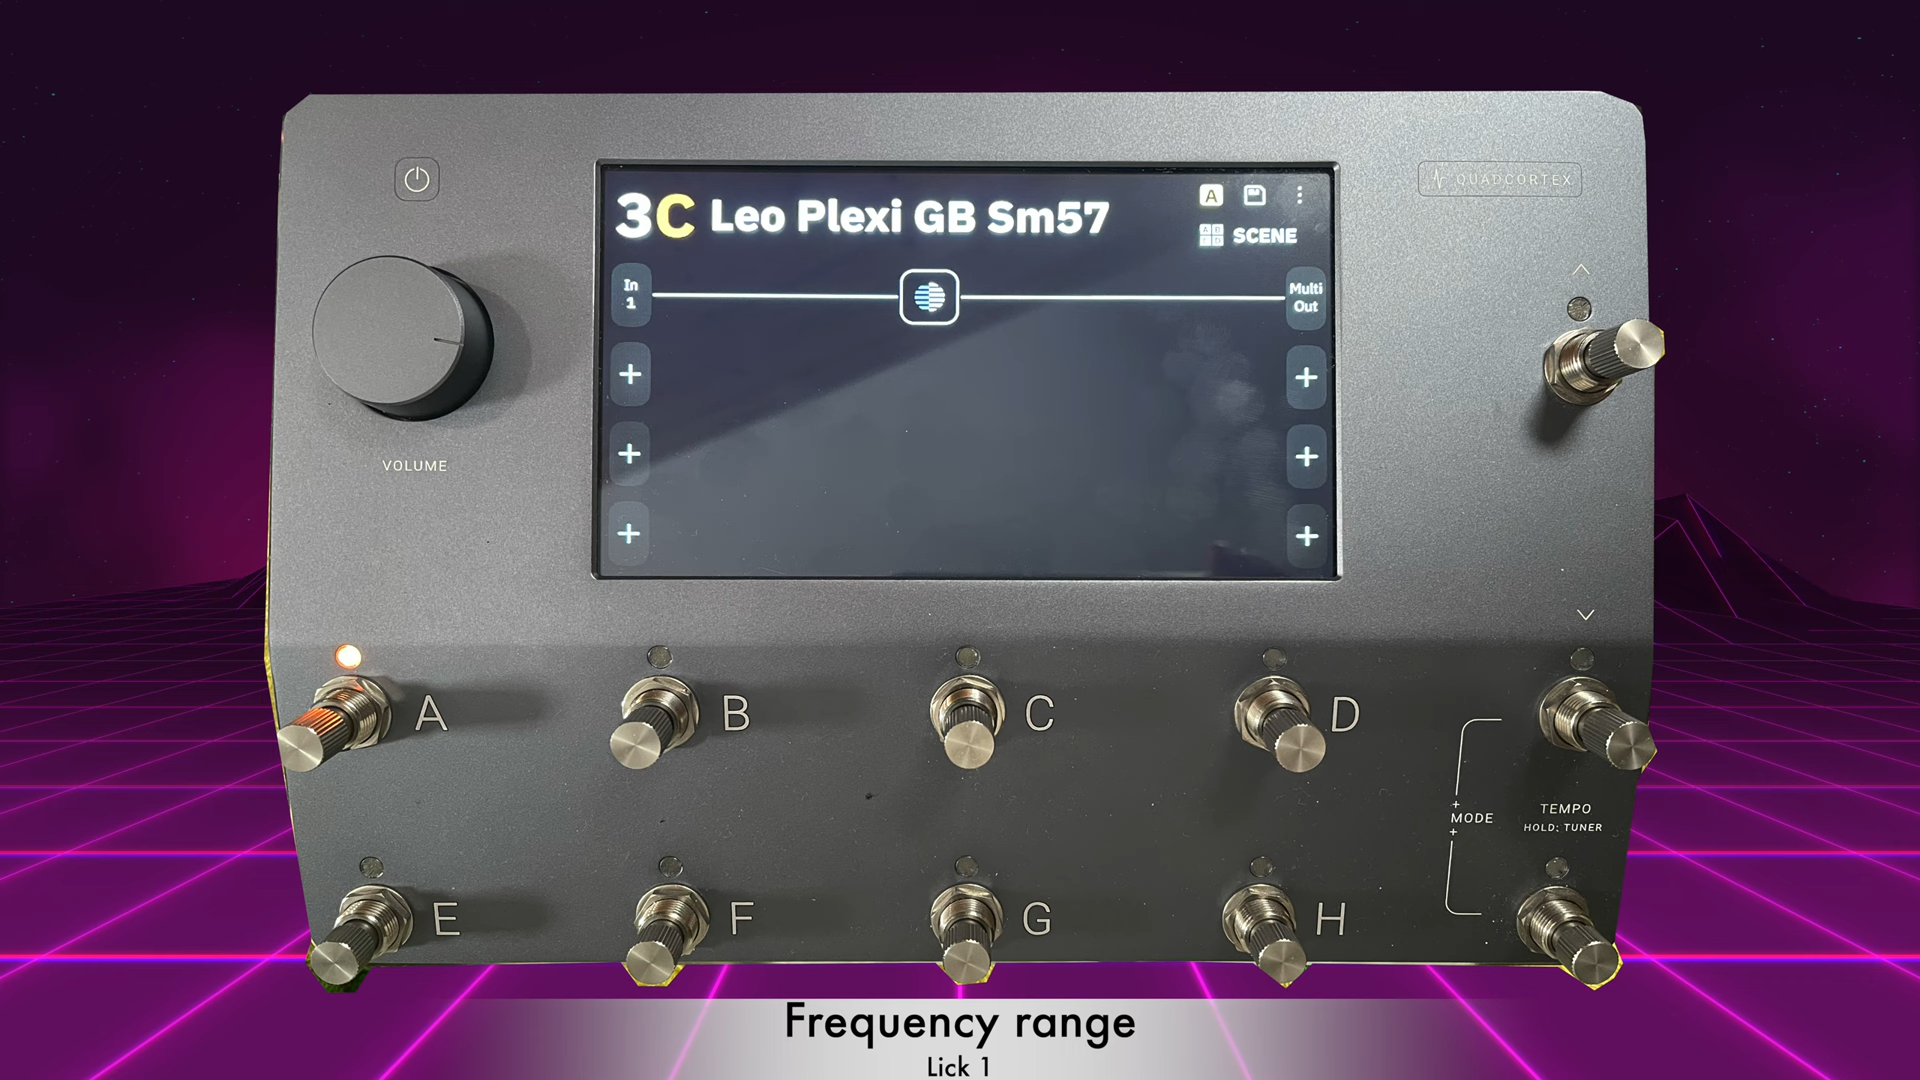 3C Leo Plexi GB Sm57
A
SCENE
QUADCORTEX
In
1
Multi
Out
+
+
+
+
+
+
VOLUME
A
B
C
D
+
MODE
+
TEMPO
HOLD: TUNER
E
F
G
H
Frequency range
Lick 1